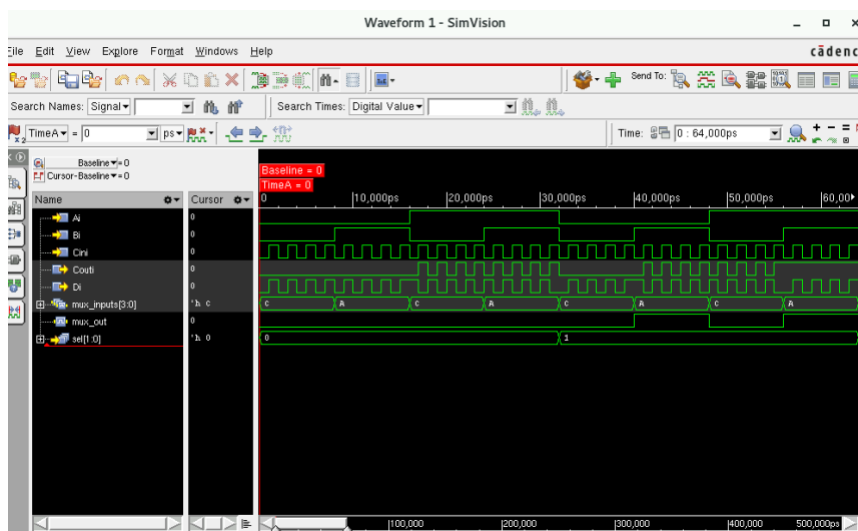 Waveform 1 - SimVision
File Edit View Explore Format Windows Help cādenc
Send To:
Search Names: Signal Search Times: Digital Value
TimeA = 0 ps Time: 0 : 64,000ps
Baseline = 0
Cursor-Baseline = 0
Baseline = 0
TimeA = 0
Name Cursor 0 10,000ps 20,000ps 30,000ps 40,000ps 50,000ps 60,00
Ai 0
Bi 0
Cini 0
Couti 0
Di 0
mux_inputs[3:0] 'h C C A C A C A C A
mux_out 0
sel[1:0] 'h 0 0 1
100,000 200,000 300,000 400,000 500,000ps